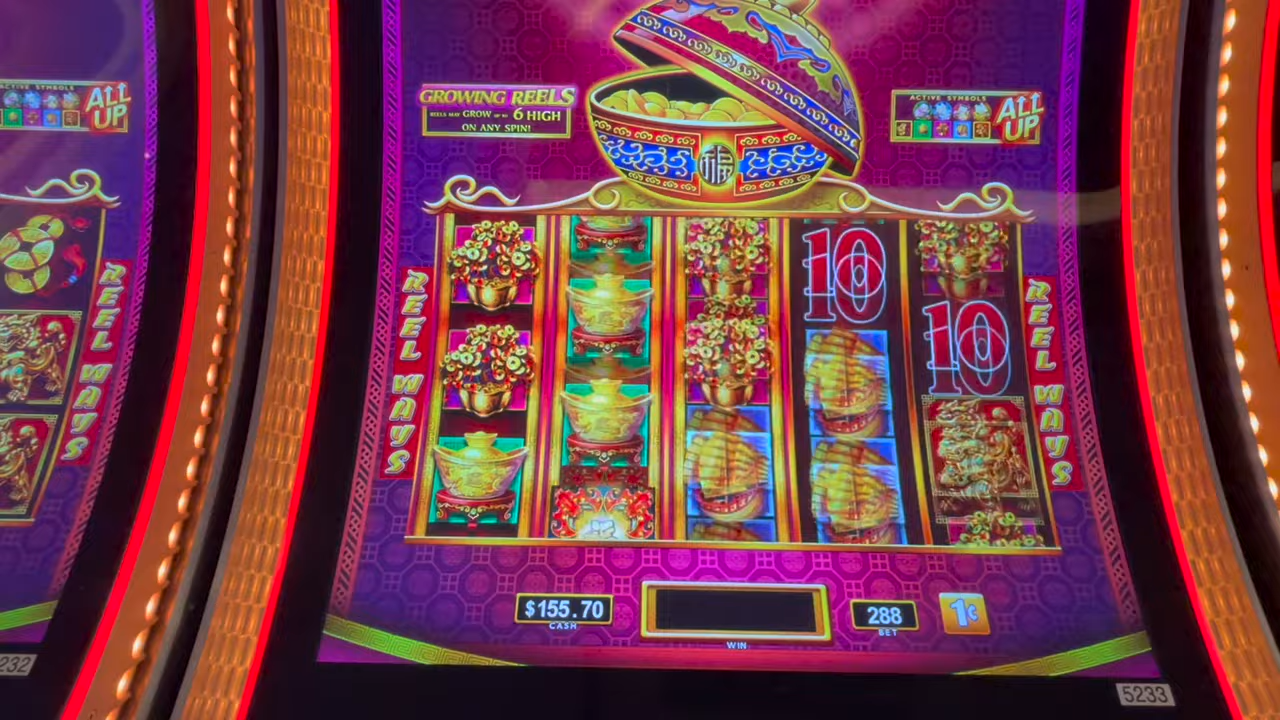 ACTIVE SYMBOLS
ALL
UP
REEL WAYS
232
GROWING REELS
REELS MAY GROW UP TO 6 HIGH
ON ANY SPIN!
福
ACTIVE SYMBOLS
ALL
UP
REEL WAYS
10
10
REEL WAYS
$155.70
CASH
WIN
288
BET
1¢
5233